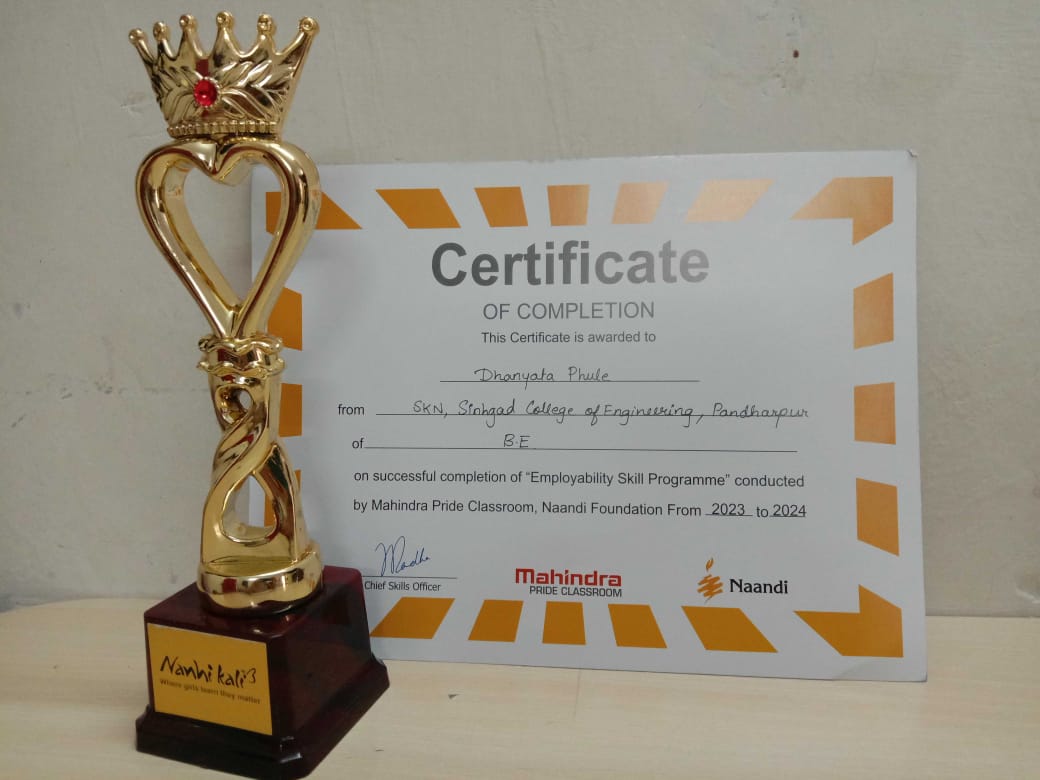 Certificate
OF COMPLETION
This Certificate is awarded to
Dhanyata Phule
from SKN, Sinhgad College of Engineering, Pandharpur
of B.E
on successful completion of “Employability Skill Programme” conducted
by Mahindra Pride Classroom, Naandi Foundation From 2023 to 2024
Chief Skills Officer
Mahindra
PRIDE CLASSROOM
Naandi
Nanhi kali
Where girls learn they matter